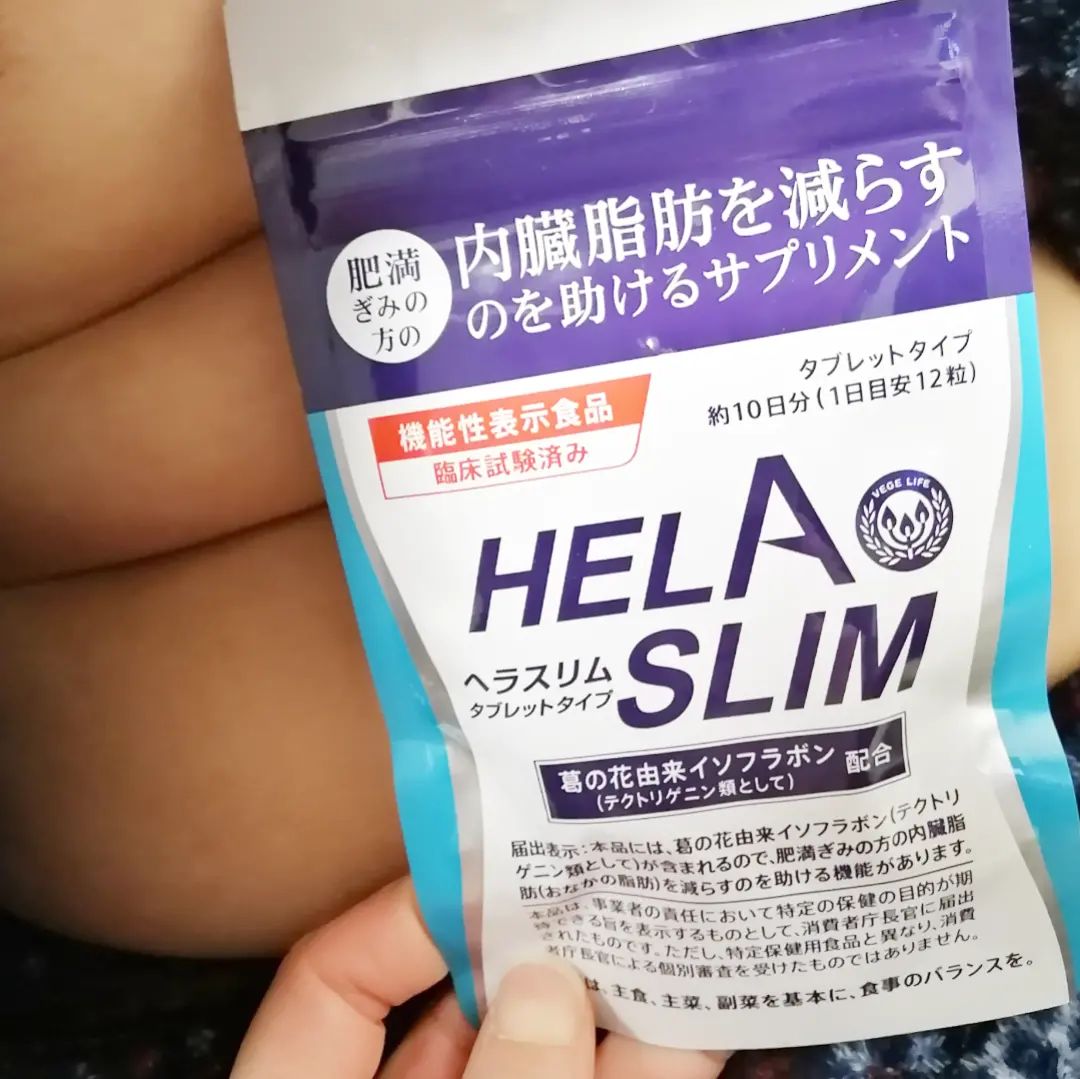 肥満
ぎみの
方の
内臓脂肪を減らす
のを助けるサプリメント
タブレットタイプ
約10日分(1日目安12粒)
機能性表示食品
臨床試験済み
VEGE LIFE
HELA
SLIM
ヘラスリム
タブレットタイプ
葛の花由来イソフラボン
(テクトリゲニン類として)
配合
届出表示:本品には、葛の花由来イソフラボン(テクトリ
ゲニン類として)が含まれるので、肥満ぎみの方の内臓脂
肪(おなかの脂肪)を減らすのを助ける機能があります。
本品は、事業者の責任において特定の保健の目的が期
待できる旨を表示するものとして、消費者庁長官に届出
されたものです。ただし、特定保健用食品と異なり、消費
者庁長官による個別審査を受けたものではありません。
は、主食、主菜、副菜を基本に、食事のバランスを。